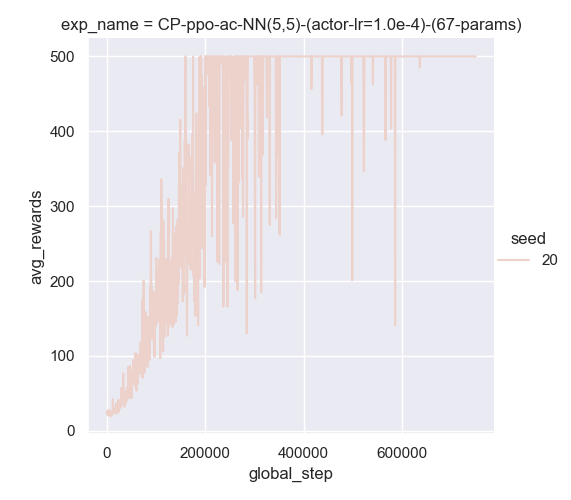 exp_name = CP-ppo-ac-NN(5,5)-(actor-lr=1.0e-4)-(67-params)
500
400
300
200
100
0
avg_rewards
seed
20
0 200000 400000 600000
global_step